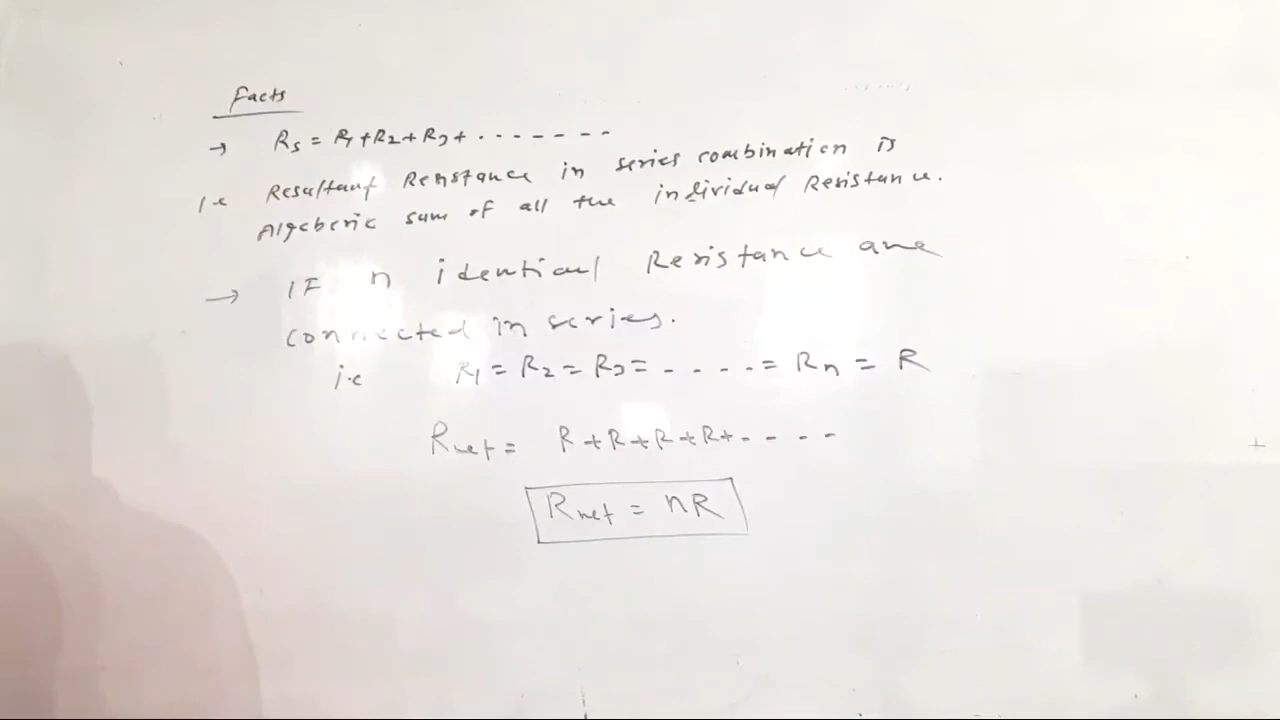 Facts
→ Rs = R1+R2+R3+.......
i.e Resultant Resistance in series combination is
Algeberic sum of all the individual Resistance.
→ IF n identical Resistance are
connected in series.
i.e R1 = R2 = R3 = ..... = Rn = R
Rnet = R+R+R+R+....
Rnet = nR